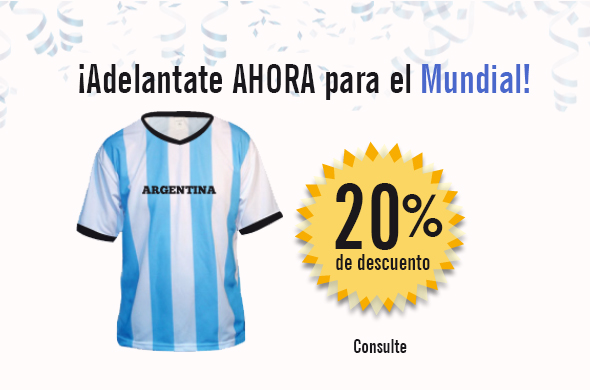 ¡Adelantate AHORA para el Mundial!
ARGENTINA
20%
de descuento
Consulte